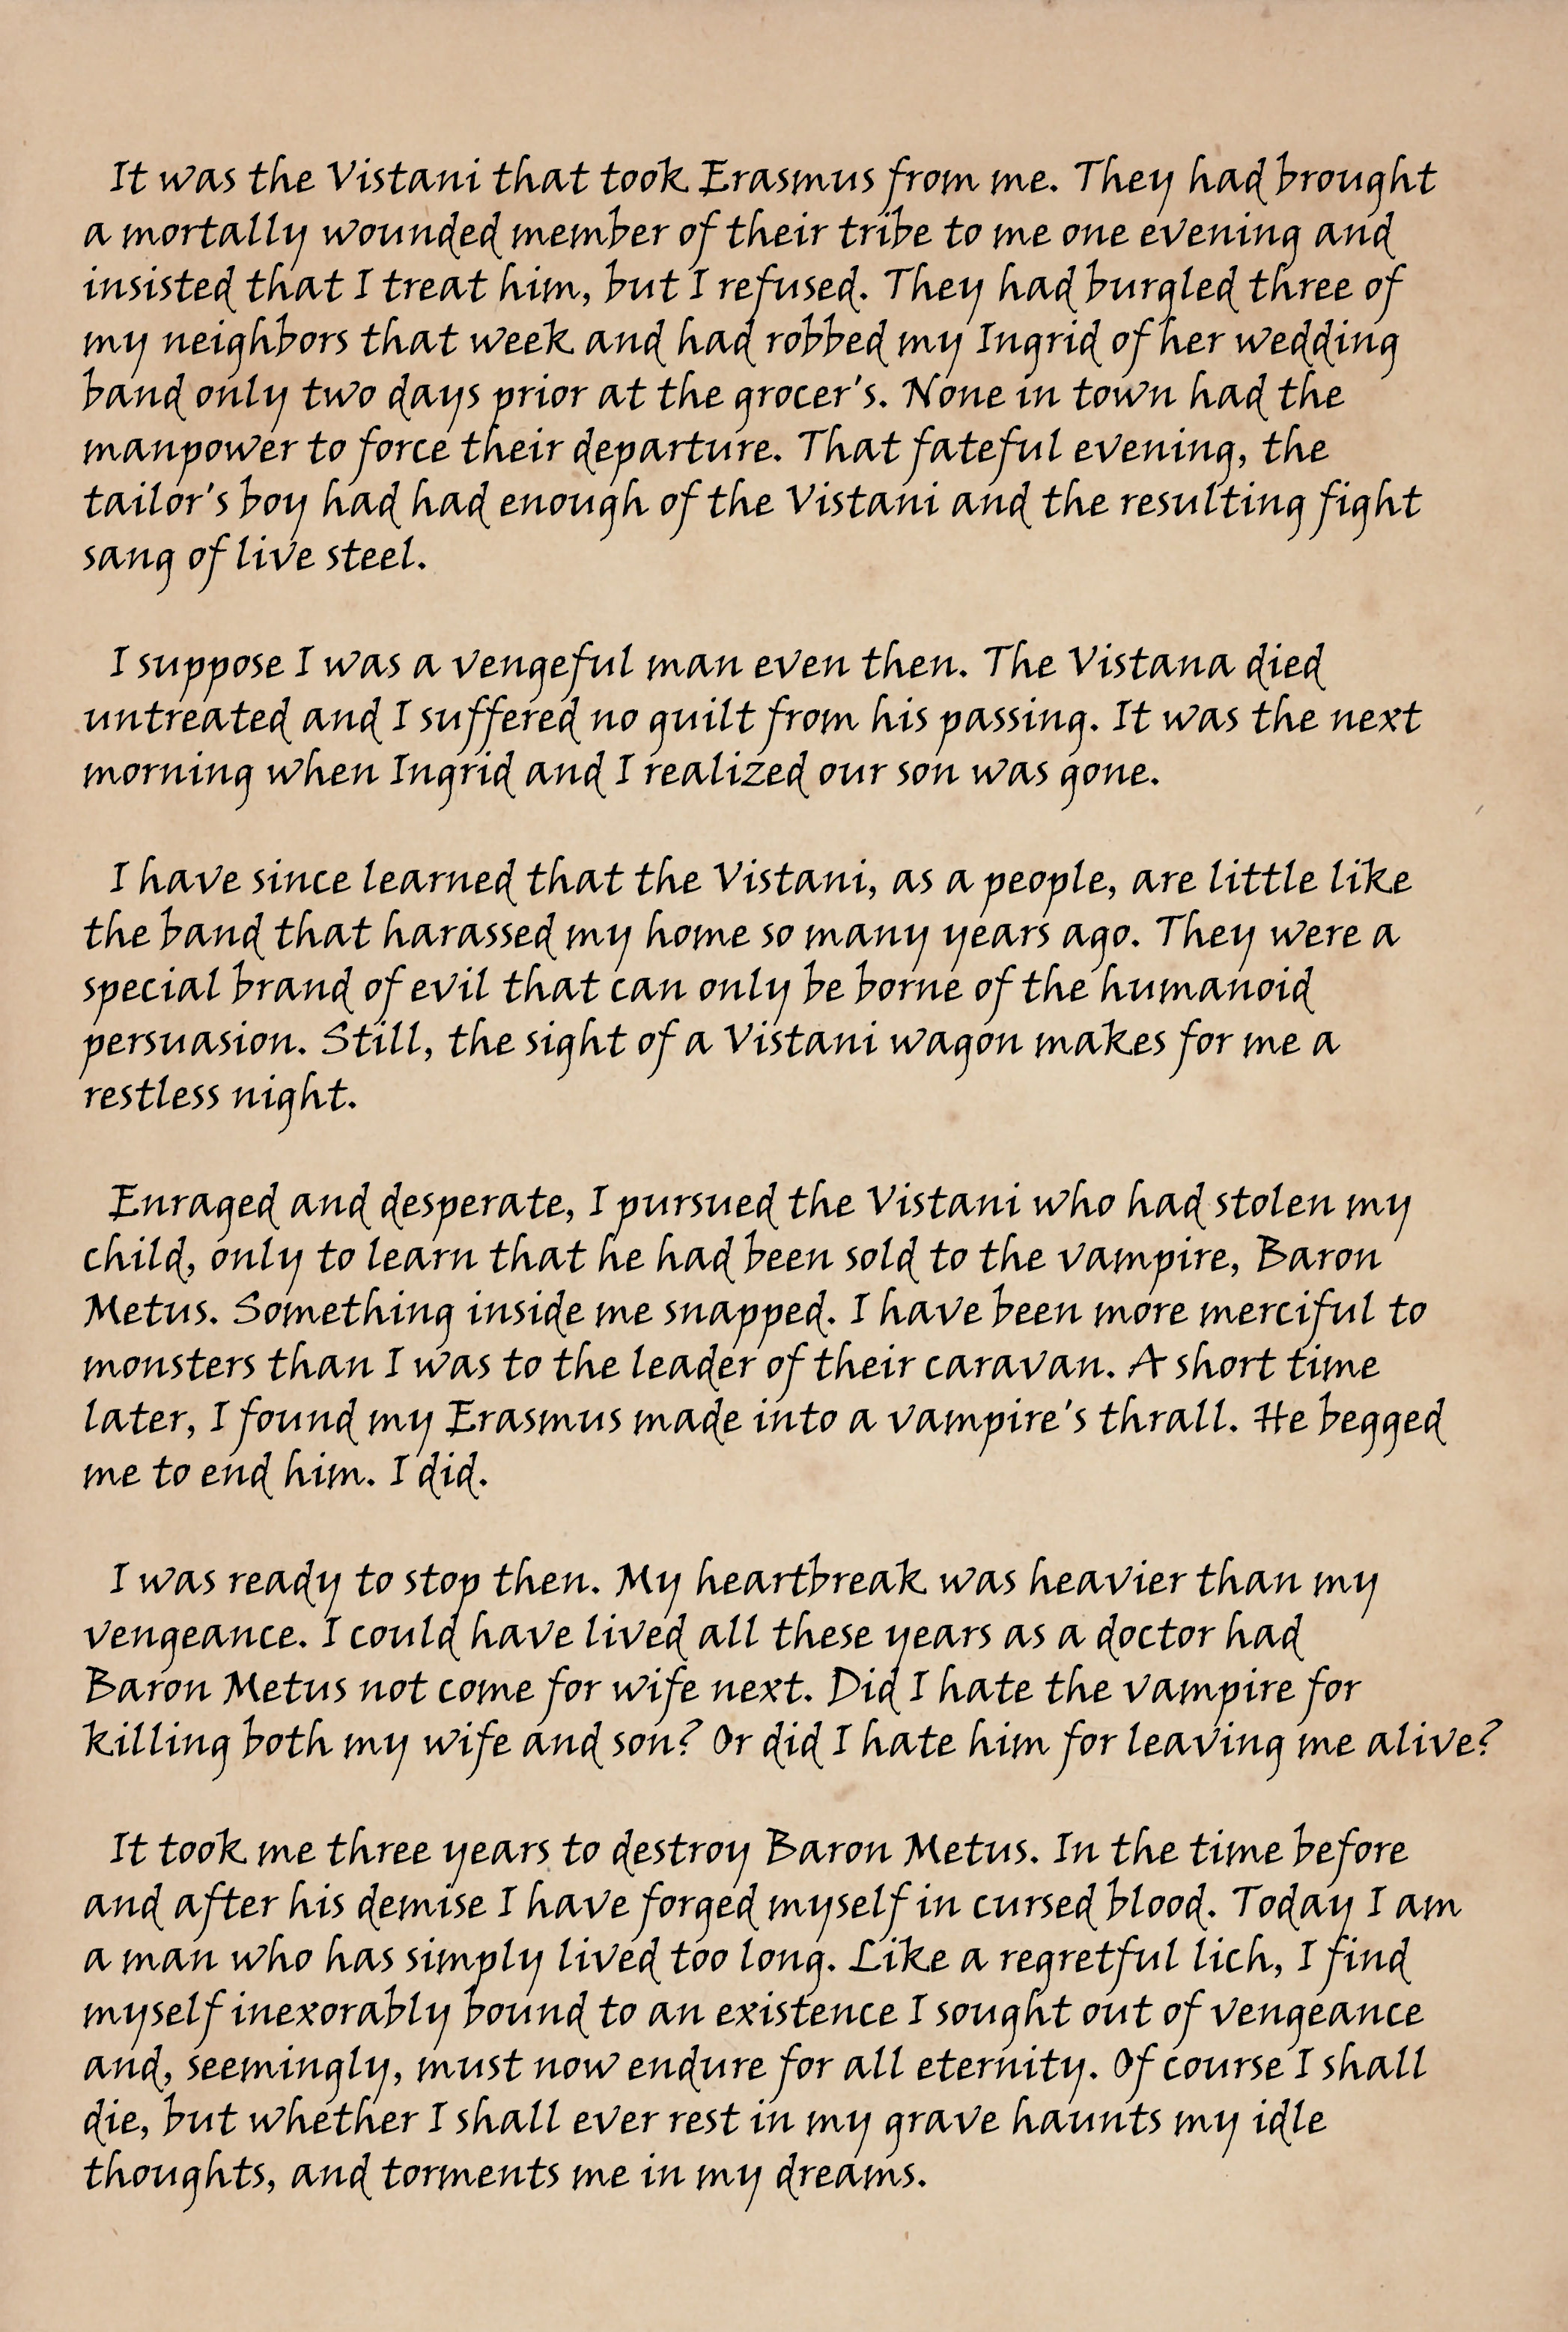 It was the Vistani that took Erasmus from me. They had brought
a mortally wounded member of their tribe to me one evening and
insisted that I treat him, but I refused. They had burgled three of
my neighbors that week and had robbed my Ingrid of her wedding
band only two days prior at the grocer's. None in town had the
manpower to force their departure. That fateful evening, the
tailor's boy had had enough of the Vistani and the resulting fight
sang of live steel.
I suppose I was a vengeful man even then. The Vistana died
untreated and I suffered no guilt from his passing. It was the next
morning when Ingrid and I realized our son was gone.
I have since learned that the Vistani, as a people, are little like
the band that harassed my home so many years ago. They were a
special brand of evil that can only be borne of the humanoid
persuasion. Still, the sight of a Vistani wagon makes for me a
restless night.
Enraged and desperate, I pursued the Vistani who had stolen my
child, only to learn that he had been sold to the vampire, Baron
Metus. Something inside me snapped. I have been more merciful to
monsters than I was to the leader of their caravan. A short time
later, I found my Erasmus made into a vampire's thrall. He begged
me to end him. I did.
I was ready to stop then. My heartbreak was heavier than my
vengeance. I could have lived all these years as a doctor had
Baron Metus not come for wife next. Did I hate the vampire for
killing both my wife and son? Or did I hate him for leaving me alive?
It took me three years to destroy Baron Metus. In the time before
and after his demise I have forged myself in cursed blood. Today I am
a man who has simply lived too long. Like a regretful lich, I find
myself inexorably bound to an existence I sought out of vengeance
and, seemingly, must now endure for all eternity. Of course I shall
die, but whether I shall ever rest in my grave haunts my idle
thoughts, and torments me in my dreams.